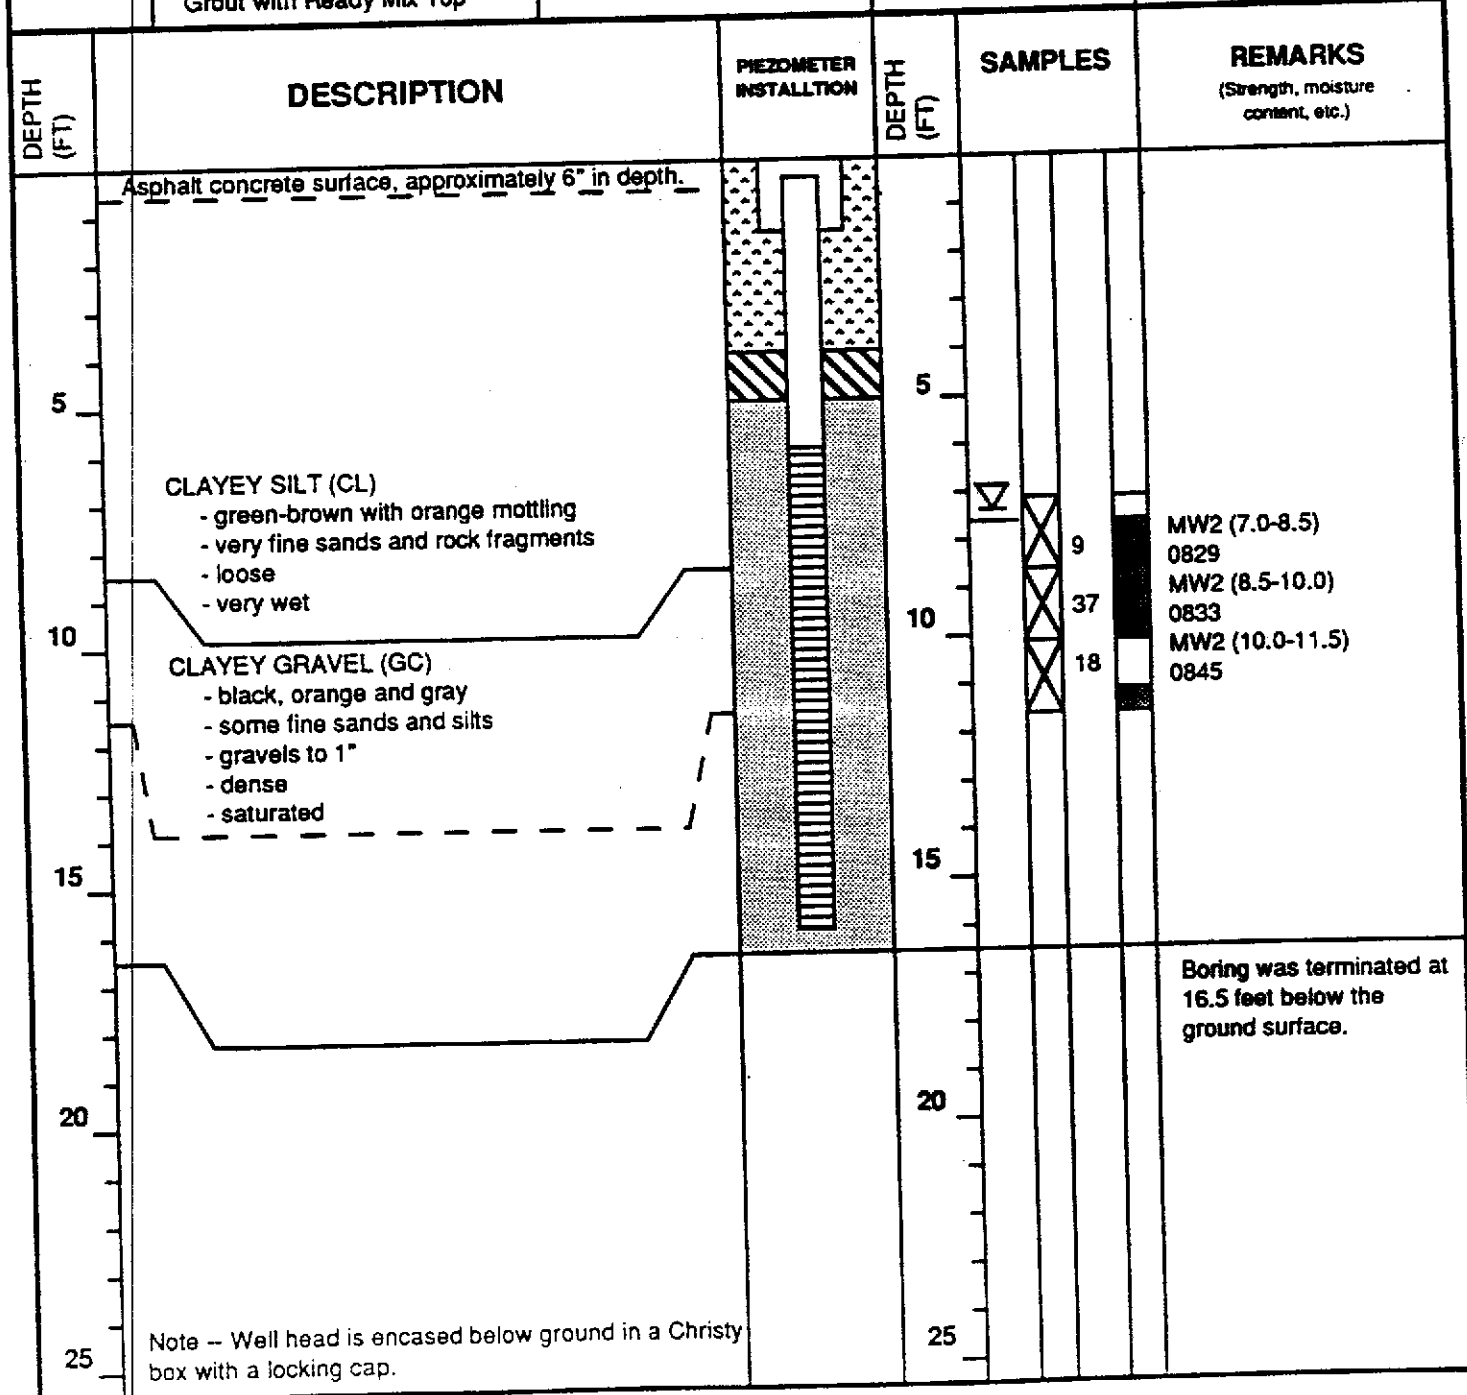 Grout with Ready Mix Top
DEPTH
(FT)
DESCRIPTION
PIEZOMETER
INSTALLTION
DEPTH
(FT)
SAMPLES
REMARKS
(Strength, moisture
content, etc.)
Asphalt concrete surface, approximately 6" in depth.
5
5
CLAYEY SILT (CL)
- green-brown with orange mottling
- very fine sands and rock fragments
- loose
- very wet
9
MW2 (7.0-8.5)
0829
37
MW2 (8.5-10.0)
0833
18
MW2 (10.0-11.5)
0845
10
10
CLAYEY GRAVEL (GC)
- black, orange and gray
- some fine sands and silts
- gravels to 1"
- dense
- saturated
15
15
Boring was terminated at
16.5 feet below the
ground surface.
20
20
Note -- Well head is encased below ground in a Christy
box with a locking cap.
25
25